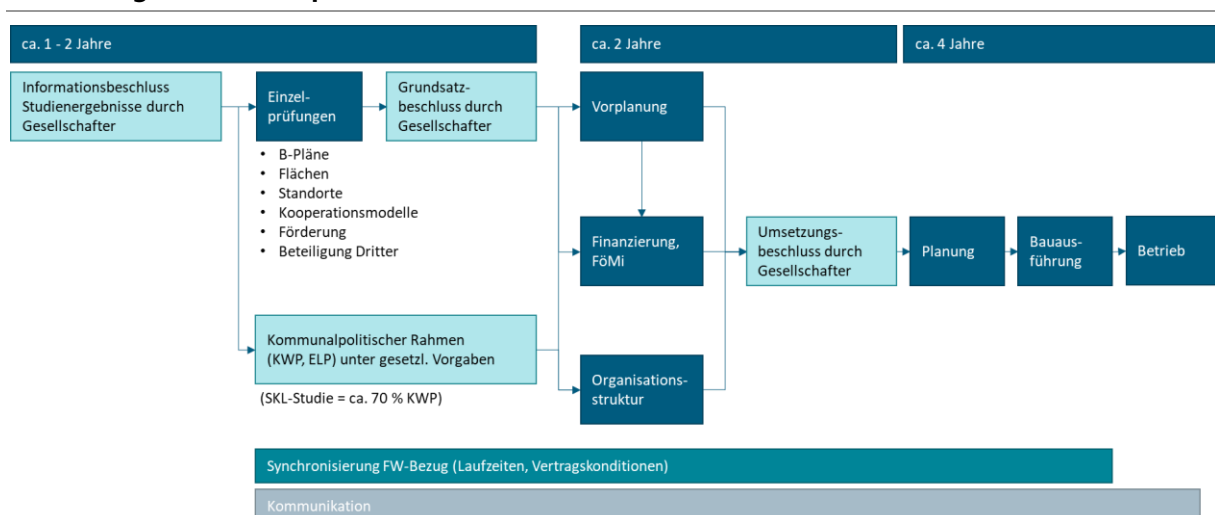 ca. 1 - 2 Jahre
ca. 2 Jahre
ca. 4 Jahre
Informationsbeschluss
Studienergebnisse durch
Gesellschafter
Einzel-
prüfungen
Grundsatz-
beschluss durch
Gesellschafter
Vorplanung
• B-Pläne
• Flächen
• Standorte
• Kooperationsmodelle
• Förderung
• Beteiligung Dritter
Finanzierung,
FöMi
Umsetzungs-
beschluss durch
Gesellschafter
Planung
Bauaus-
führung
Betrieb
Kommunalpolitischer Rahmen
(KWP, ELP) unter gesetzl. Vorgaben
(SKL-Studie = ca. 70 % KWP)
Organisations-
struktur
Synchronisierung FW-Bezug (Laufzeiten, Vertragskonditionen)
Kommunikation